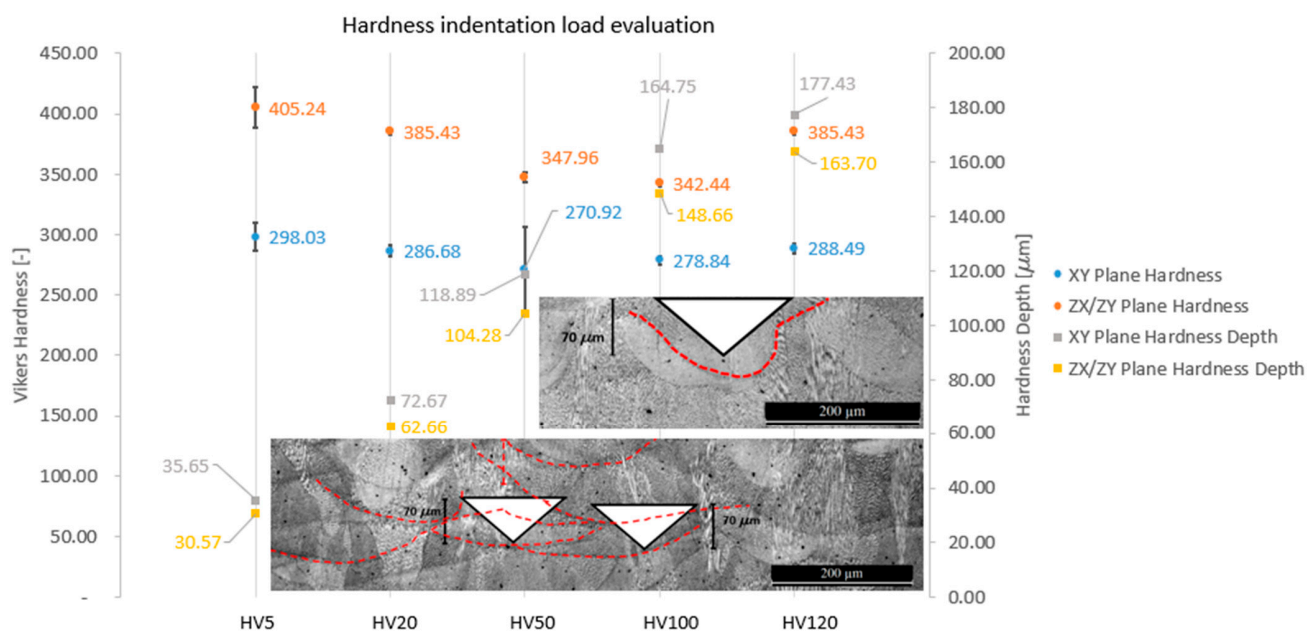 Hardness indentation load evaluation
450.00
400.00
350.00
300.00
250.00
200.00
150.00
100.00
50.00
-
Vikers Hardness [-]
200.00
180.00
160.00
140.00
120.00
100.00
80.00
60.00
40.00
20.00
0.00
Hardness Depth [μm]
405.24
298.03
35.65
30.57
385.43
286.68
72.67
62.66
347.96
270.92
118.89
104.28
164.75
342.44
148.66
278.84
177.43
385.43
163.70
288.49
70 μm
200 μm
70 μm
70 μm
200 μm
HV5
HV20
HV50
HV100
HV120
XY Plane Hardness
ZX/ZY Plane Hardness
XY Plane Hardness Depth
ZX/ZY Plane Hardness Depth